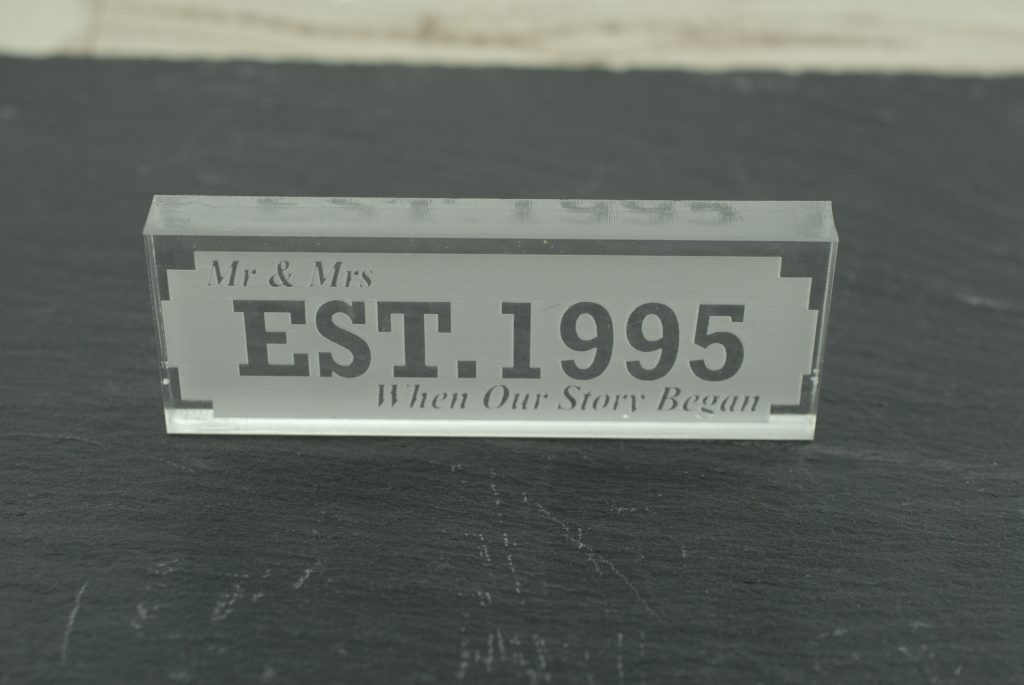 Mr & Mrs
EST.1995
When Our Story Began